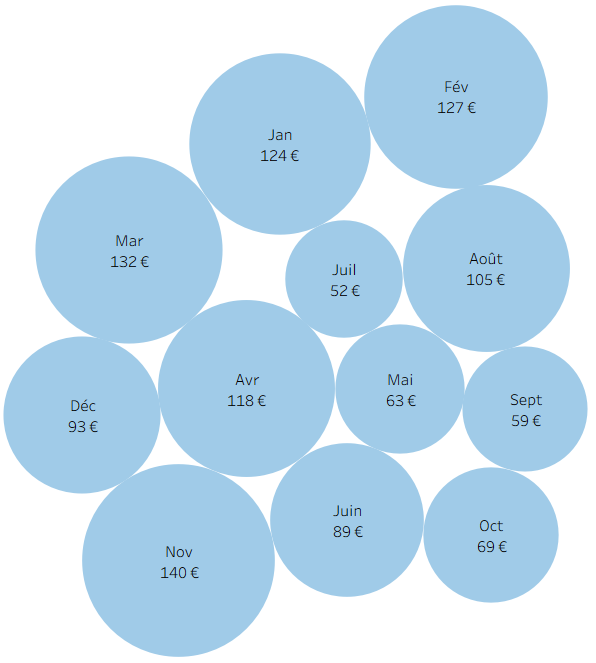 Fév
127 €
Jan
124 €
Mar
132 €
Juil
52 €
Août
105 €
Avr
118 €
Mai
63 €
Déc
93 €
Sept
59 €
Juin
89 €
Oct
69 €
Nov
140 €